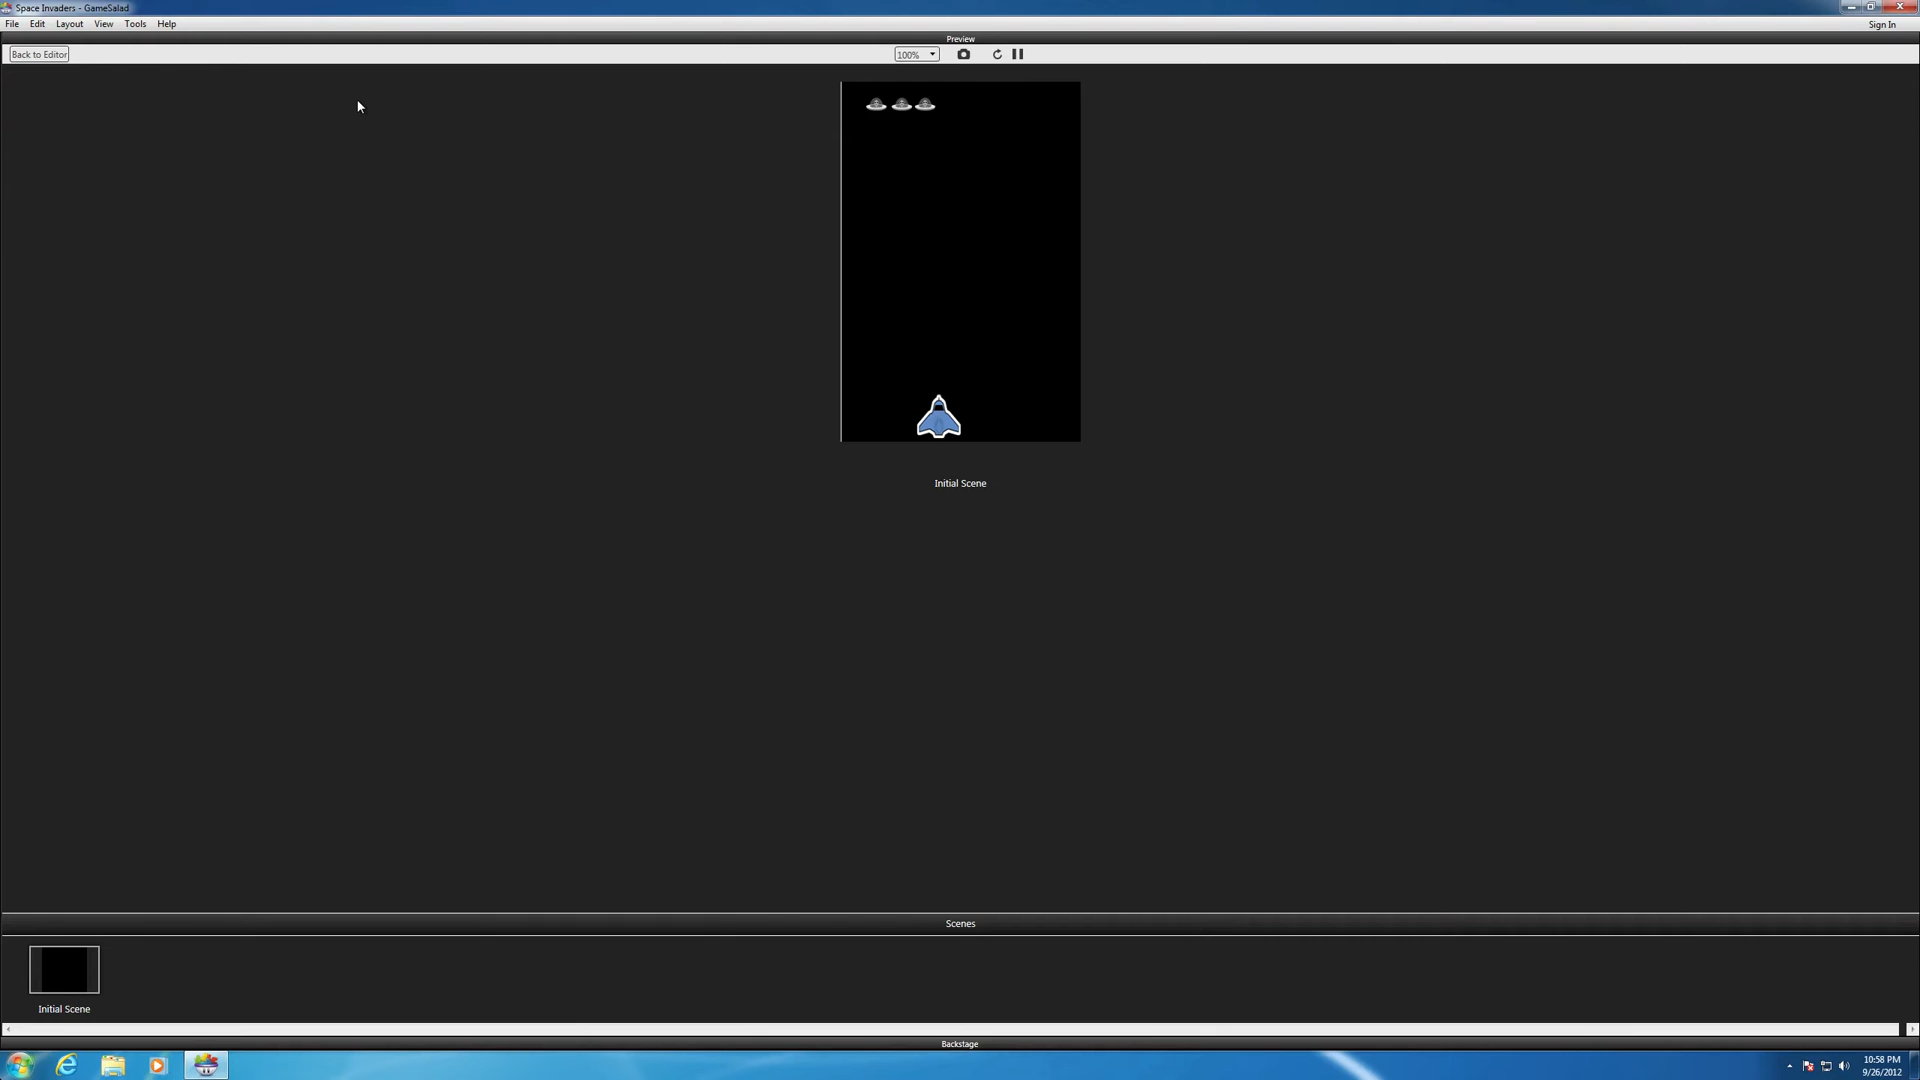 Space Invaders - GameSalad
File Edit Layout View Tools Help Sign In
Preview
Back to Editor 100%
Initial Scene
Scenes
Initial Scene
Backstage
10:58 PM
9/26/2012